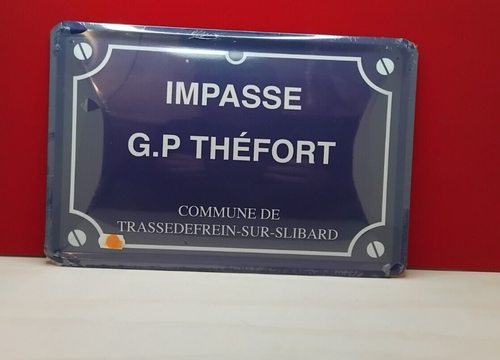 IMPASSE
G.P THÉFORT
COMMUNE DE
TRASSEDEFREIN-SUR-SLIBARD